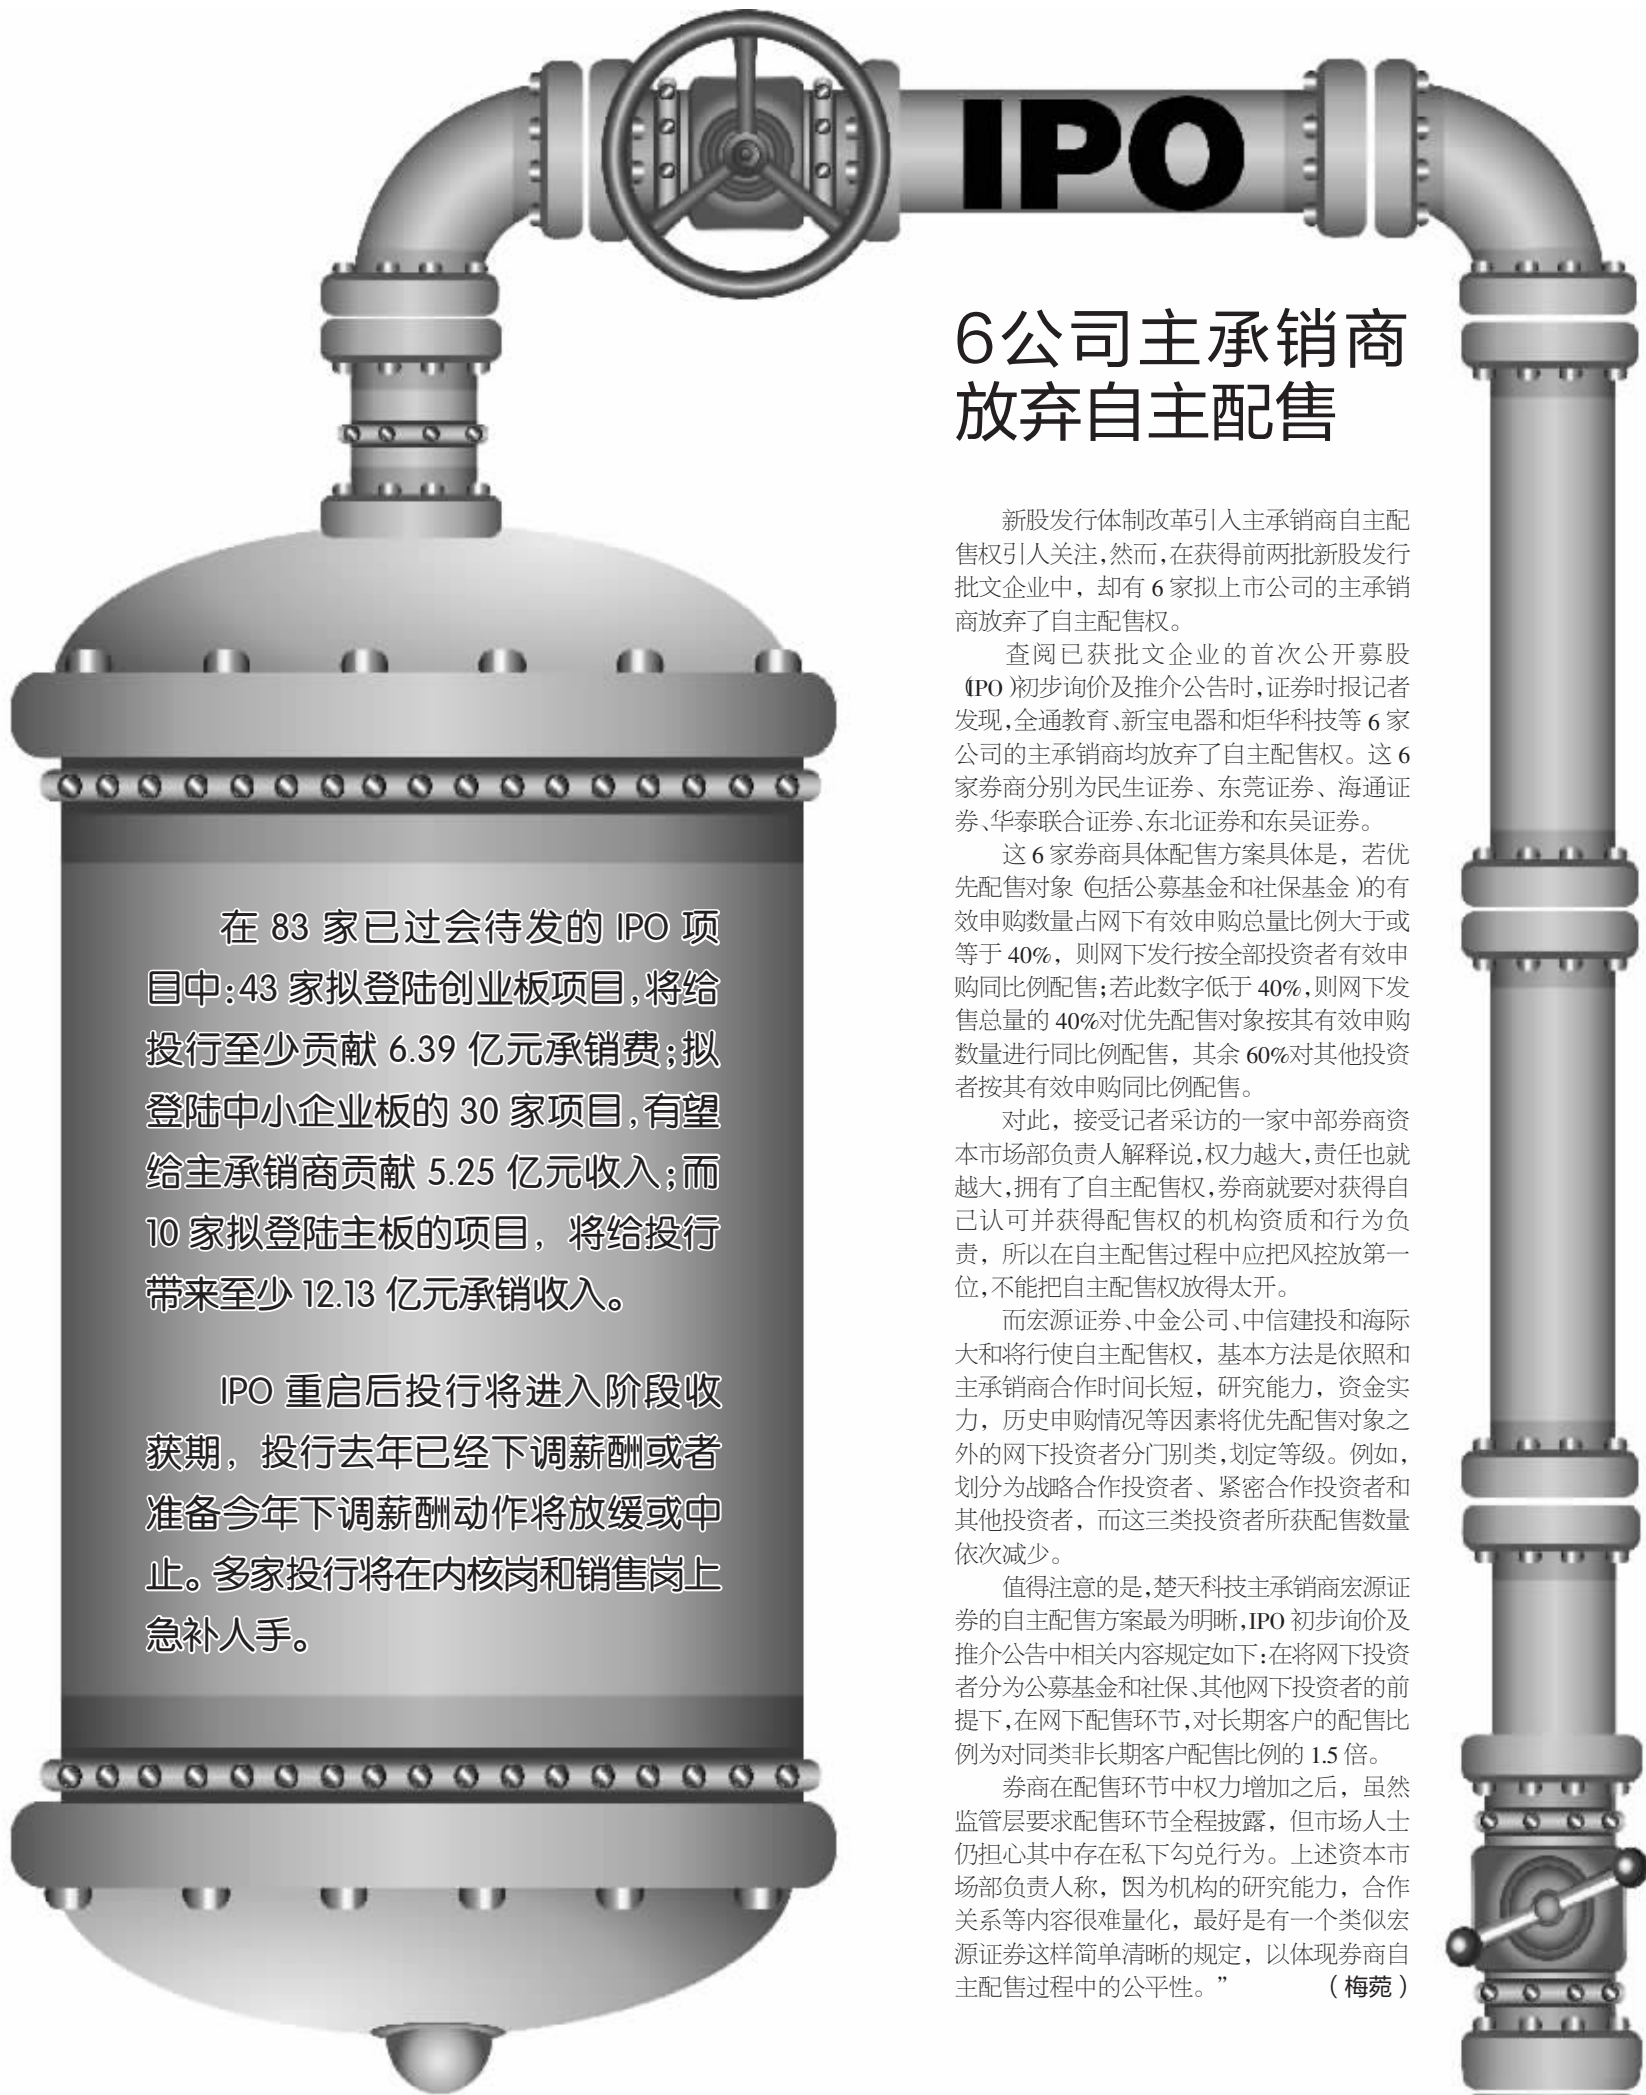 IPO
6公司主承销商
放弃自主配售
新股发行体制改革引入主承销商自主配
售权引人关注,然而,在获得前两批新股发行
批文企业中，却有 6 家拟上市公司的主承销
商放弃了自主配售权。
查阅已获批文企业的首次公开募股
(IPO)初步询价及推介公告时,证券时报记者
发现,全通教育、新宝电器和炬华科技等 6 家
公司的主承销商均放弃了自主配售权。这 6
家券商分别为民生证券、东莞证券、海通证
券、华泰联合证券、东北证券和东吴证券。
这 6 家券商具体配售方案具体是，若优
先配售对象(包括公募基金和社保基金)的有
效申购数量占网下有效申购总量比例大于或
等于 40%，则网下发行按全部投资者有效申
购同比例配售;若此数字低于 40%,则网下发
售总量的 40%对优先配售对象按其有效申购
数量进行同比例配售，其余 60%对其他投资
者按其有效申购同比例配售。
对此，接受记者采访的一家中部券商资
本市场部负责人解释说,权力越大,责任也就
越大,拥有了自主配售权,券商就要对获得自
己认可并获得配售权的机构资质和行为负
责，所以在自主配售过程中应把风控放第一
位,不能把自主配售权放得太开。
而宏源证券、中金公司、中信建投和海际
大和将行使自主配售权，基本方法是依照和
主承销商合作时间长短，研究能力，资金实
力，历史申购情况等因素将优先配售对象之
外的网下投资者分门别类,划定等级。例如,
划分为战略合作投资者、紧密合作投资者和
其他投资者，而这三类投资者所获配售数量
依次减少。
值得注意的是,楚天科技主承销商宏源证
券的自主配售方案最为明晰,IPO 初步询价及
推介公告中相关内容规定如下:在将网下投资
者分为公募基金和社保、其他网下投资者的前
提下,在网下配售环节,对长期客户的配售比
例为对同类非长期客户配售比例的 1.5 倍。
券商在配售环节中权力增加之后，虽然
监管层要求配售环节全程披露，但市场人士
仍担心其中存在私下勾兑行为。上述资本市
场部负责人称，“因为机构的研究能力，合作
关系等内容很难量化，最好是有一个类似宏
源证券这样简单清晰的规定，以体现券商自
主配售过程中的公平性。” （梅菀）
在 83 家已过会待发的 IPO 项
目中:43 家拟登陆创业板项目,将给
投行至少贡献 6.39 亿元承销费;拟
登陆中小企业板的 30 家项目,有望
给主承销商贡献 5.25 亿元收入;而
10 家拟登陆主板的项目，将给投行
带来至少 12.13 亿元承销收入。
IPO 重启后投行将进入阶段收
获期，投行去年已经下调薪酬或者
准备今年下调薪酬动作将放缓或中
止。多家投行将在内核岗和销售岗上
急补人手。